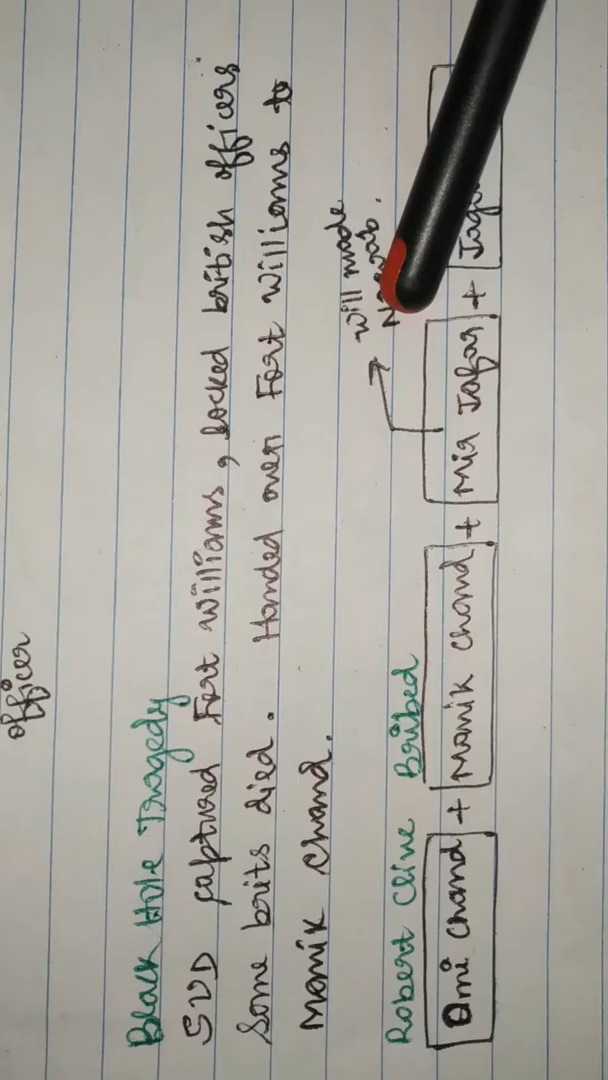 officer
Black Hole Tragedy
SUD captured Fort Williams, locked british officers
Some brits died. Handed over Fort Williams to
Manik Chand.
will made
Robert Clive Bribed
Omi Chand + Manik Chand + Mir Jafar +